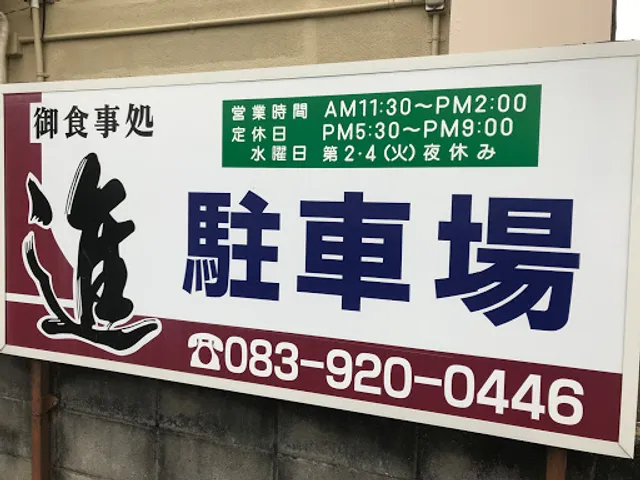 御食事処
進
営業時間 AM11:30〜PM2:00
定休日 PM5:30〜PM9:00
水曜日 第2・4(火)夜休み
駐車場
☎083-920-0446